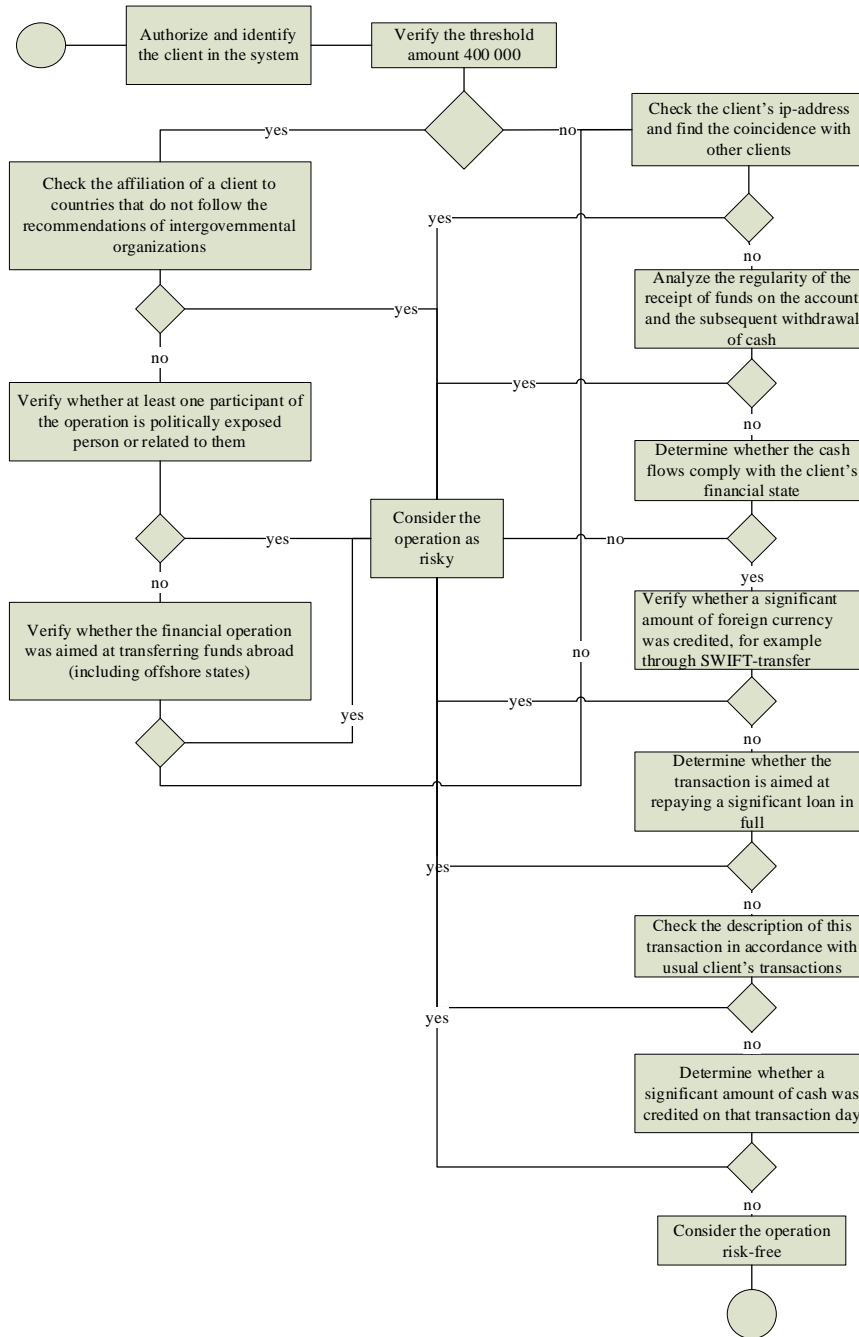 Authorize and identify
the client in the system
Verify the threshold
amount 400 000
yes
no
Check the client's ip-address
and find the coincidence with
other clients
Check the affiliation of a client to
countries that do not follow the
recommendations of intergovernmental
organizations
yes
no
Analyze the regularity of the
receipt of funds on the account
and the subsequent withdrawal
of cash
yes
no
Verify whether at least one participant of
the operation is politically exposed
person or related to them
yes
no
Determine whether the cash
flows comply with the client's
financial state
Consider the
operation as
risky
yes
no
no
yes
Verify whether the financial operation
was aimed at transferring funds abroad
(including offshore states)
Verify whether a significant
amount of foreign currency
was credited, for example
through SWIFT-transfer
no
yes
yes
no
Determine whether the
transaction is aimed at
repaying a significant loan in
full
yes
no
Check the description of this
transaction in accordance with
usual client's transactions
yes
no
Determine whether a
significant amount of cash was
credited on that transaction day
no
Consider the operation
risk-free